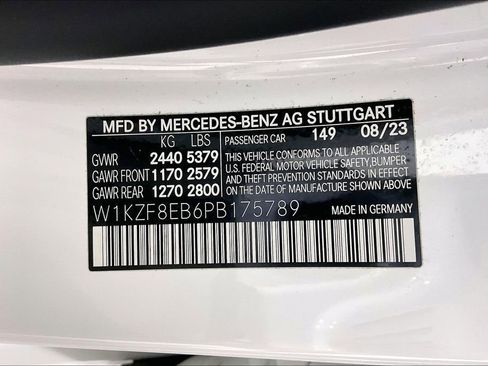 MFD BY MERCEDES-BENZ AG STUTTGART
KG LBS PASSENGER CAR 149 08/23
GWR 2440 5379
GAWR FRONT 1170 2579
GAWR REAR 1270 2800
THIS VEHICLE CONFORMS TO ALL APPLICABLE
U.S. FEDERAL MOTOR VEHICLE SAFETY, BUMPER
AND THEFT PREVENTION STANDARDS IN EFFECT
ON THE DATE OF MANUFACTURE SHOWN ABOVE.
W1KZF8EB6PB175789 MADE IN GERMANY